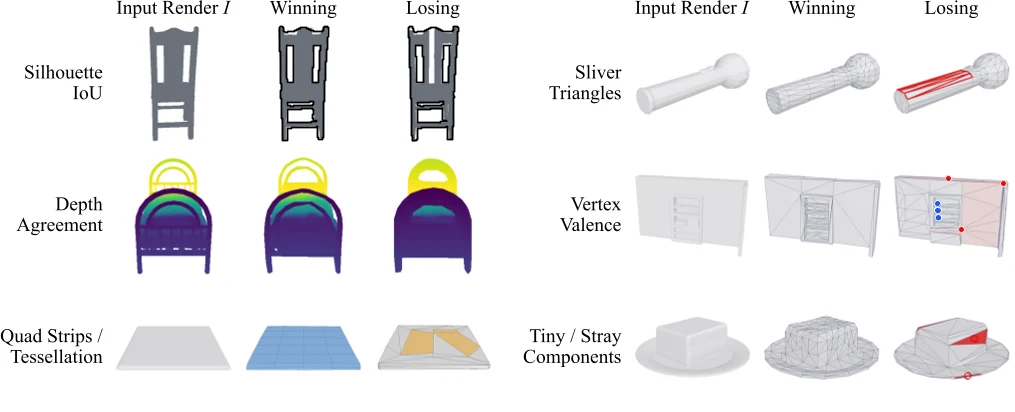 Input Render I Winning Losing
Silhouette
IoU
Depth
Agreement
Quad Strips /
Tessellation
Input Render I Winning Losing
Sliver
Triangles
Vertex
Valence
Tiny / Stray
Components